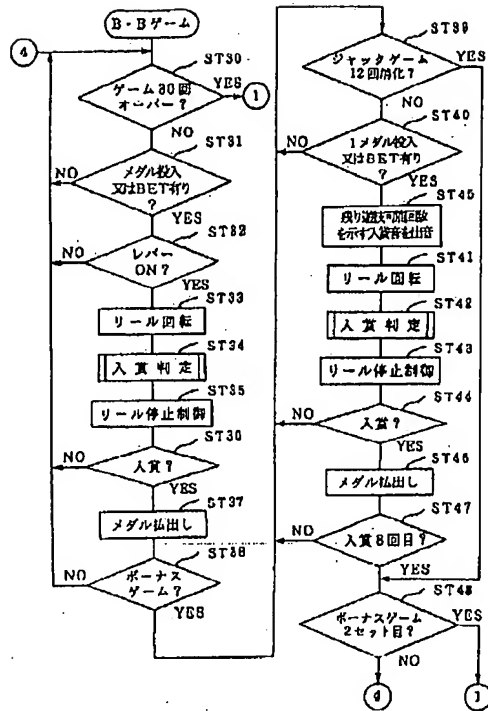 B・Bゲーム
4
ST30
ゲーム30回
オーバー?
YES
1
NO
ST31
メダル投入
又はBET有り
?
NO
YES
ST32
レバー
ON?
NO
YES
ST33
リール回転
ST34
入賞判定
ST35
リール停止制御
ST36
入賞?
NO
YES
ST37
メダル払出し
ST38
ボーナス
ゲーム?
NO
YES
ST39
ジャックゲーム
12回消化?
YES
NO
ST40
1メダル投入
又はBET有り
?
NO
YES
ST45
残り遊技可能回数
を示す入賞音を出音
ST41
リール回転
ST42
入賞判定
ST43
リール停止制御
ST44
入賞?
NO
YES
ST46
メダル払出し
ST47
入賞8回目?
NO
YES
ST48
ボーナスゲーム
2セット目?
YES
NO
1